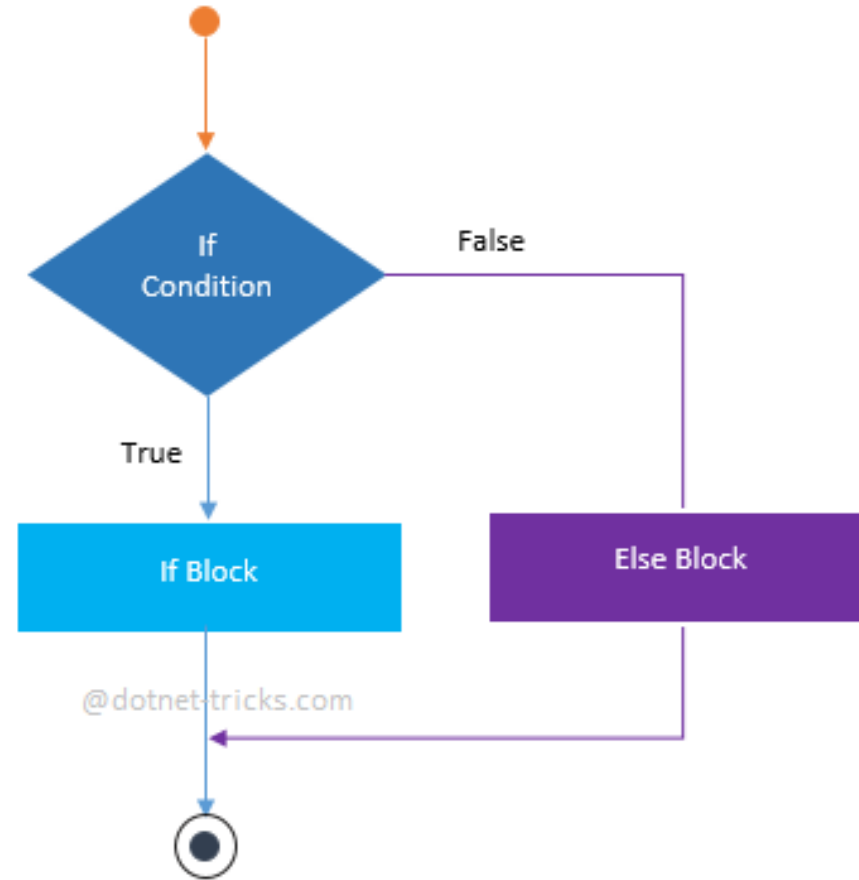 If
Condition
False
True
If Block
Else Block
@dotnet-tricks.com